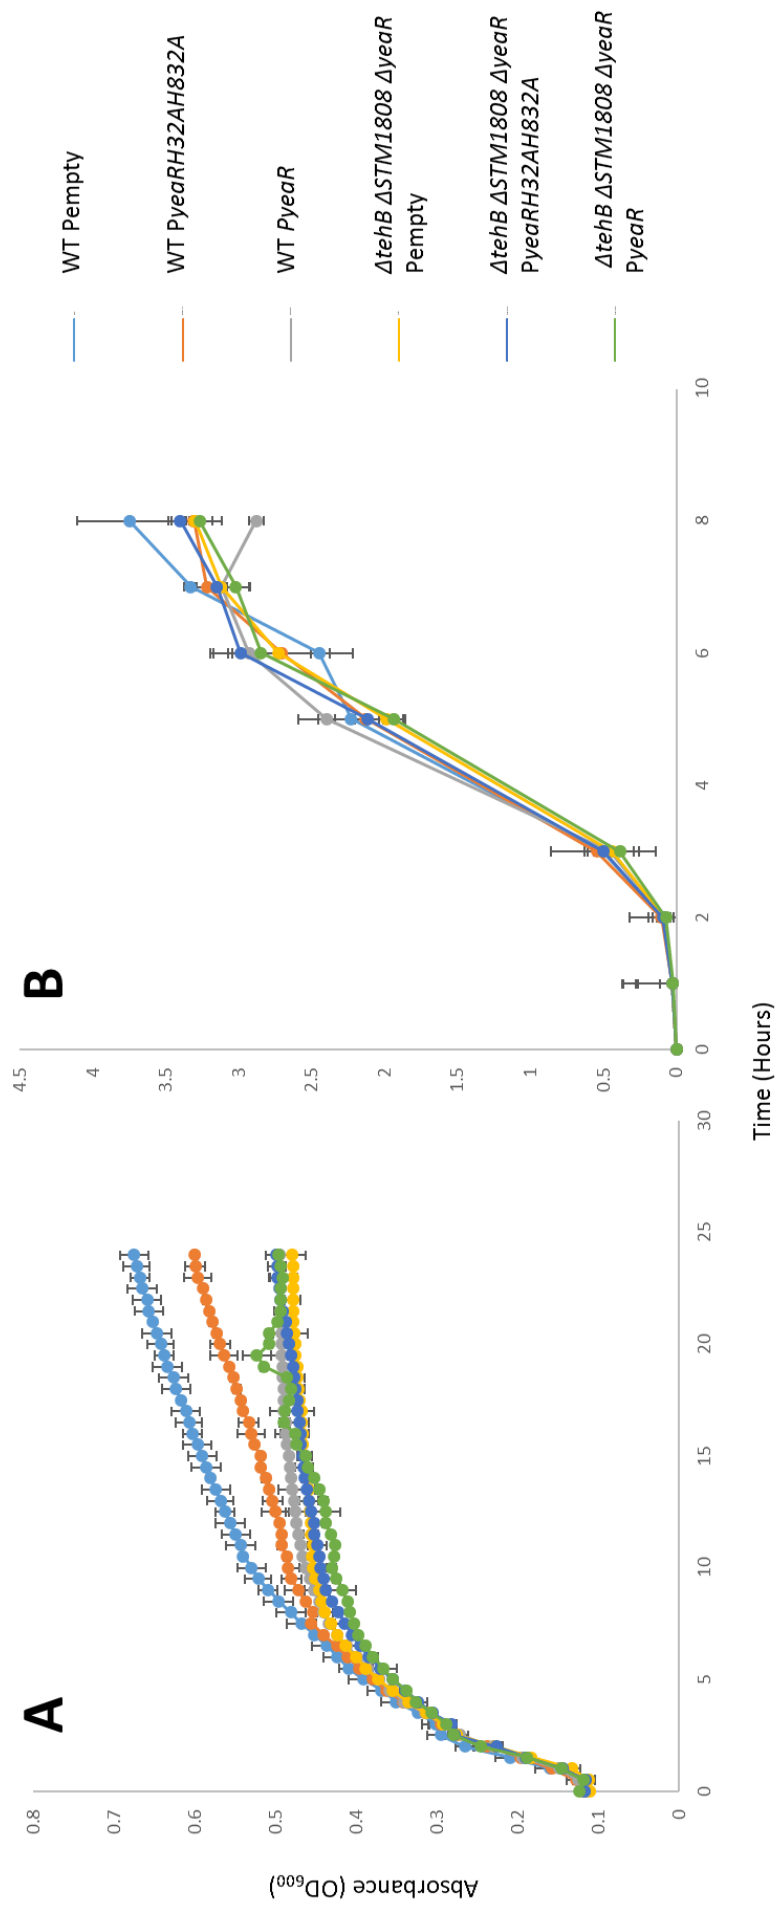 A
0.8
0.7
0.6
0.5
0.4
0.3
0.2
0.1
0
0
5
10
15
20
25
30
Absorbance (OD₆₀₀)
B
4.5
4
3.5
3
2.5
2
1.5
1
0.5
0
0
2
4
6
8
10
Time (Hours)
WT Pempty
WT PyeaRH32AH832A
WT PyeaR
ΔtehB ΔSTM1808 ΔyeaR
Pempty
ΔtehB ΔSTM1808 ΔyeaR
PyeaRH32AH832A
ΔtehB ΔSTM1808 ΔyeaR
PyeaR